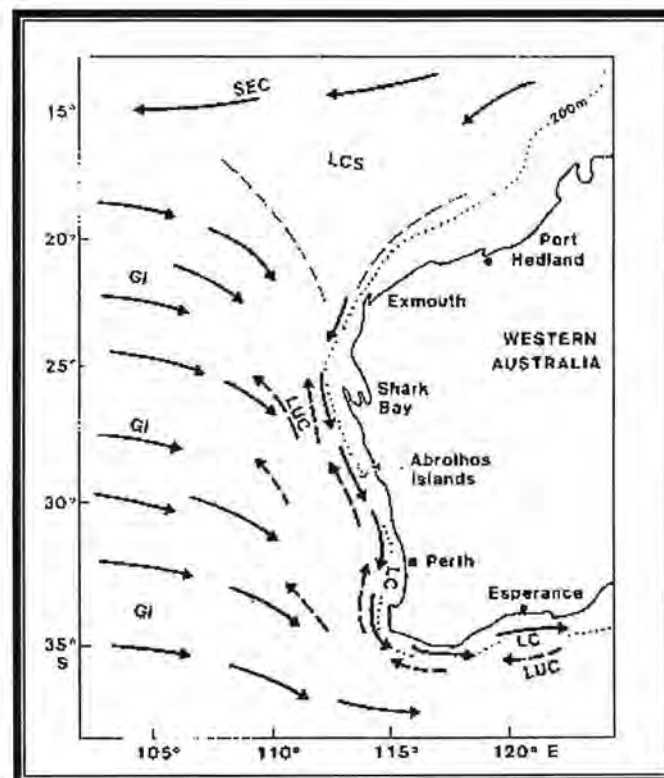 SEC
15°
200m
LCS
20°
Port
Hedland
GI
Exmouth
WESTERN
AUSTRALIA
25°
Shark
Bay
LUC
GI
Abrolhos
Islands
30°
LC
Perth
Esperance
GI
LC
35°
S
LUC
105°
110°
115°
120° E